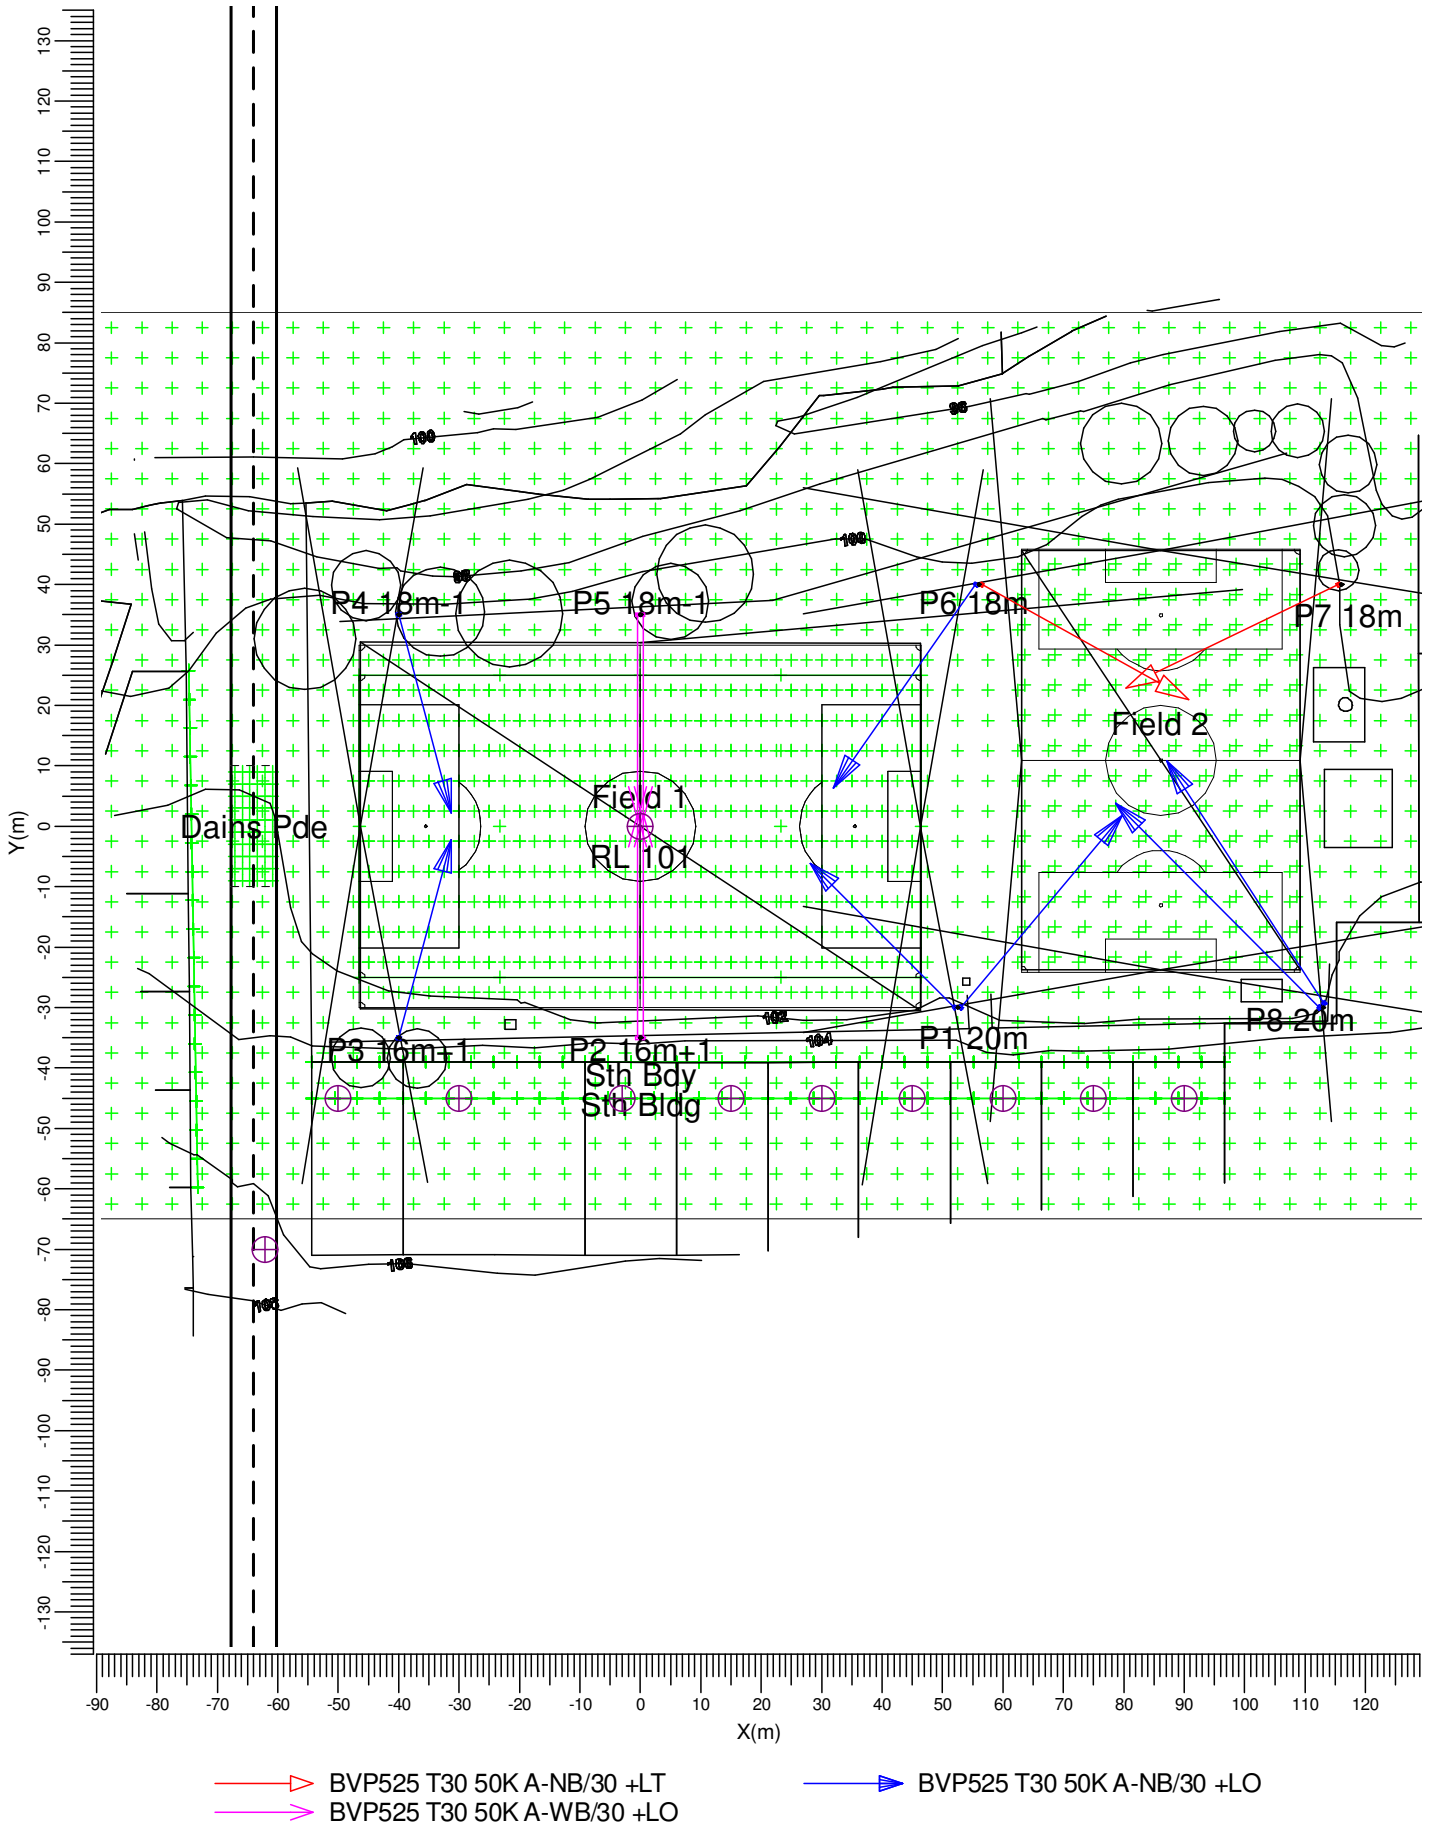 130
120
110
100
90
80
70
60
50
40
30
20
10
0
-10
-20
-30
-40
-50
-60
-70
-80
-90
-100
-110
-120
-130
Y(m)
100
98
98
100
P4 18m-1
P5 18m-1
P6 18m
P7 18m
Field 2
Field 1
Dains Pde
RL 101
102
104
P3 16m+1
P2 16m+1
P1 20m
P8 20m
Sth Bdy
Sth Bldg
106
-90 -80 -70 -60 -50 -40 -30 -20 -10 0 10 20 30 40 50 60 70 80 90 100 110 120
X(m)
BVP525 T30 50K A-NB/30 +LT
BVP525 T30 50K A-NB/30 +LO
BVP525 T30 50K A-WB/30 +LO